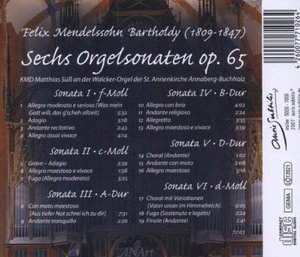 Felix Mendelssohn Bartholdy (1809-1847)
Sechs Orgelsonaten op. 65
KMD Matthias Süß an der Walcker-Orgel der St. Annenkirche Annaberg-Buchholz
Sonata I · f-Moll
1 Allegro moderato e serioso (Was mein
Gott will, das g'scheh allzeit)
2 Adagio
3 Andante recitativo
4 Allegro assai vivace
Sonata II · c-Moll
5 Grave - Adagio
6 Allegro maestoso e vivace
7 Fuga (Allegro moderato)
Sonata III · A-Dur
8 Con moto maestoso
(Aus tiefer Not schrei ich zu dir)
9 Andante tranquillo
Sonata IV · B-Dur
10 Allegro con brio
11 Andante religioso
12 Allegretto
13 Allegro maestoso e vivace
Sonata V · D-Dur
14 Choral (Andante)
15 Andante con moto
16 Allegro maestoso
Sonata VI · d-Moll
17 Choral mit Variationen
(Vater unser im Himmelreich)
18 Fuga (Sostenuto e legato)
19 Finale (Andante)
GEMA
COMPACT
disc
DIGITAL AUDIO